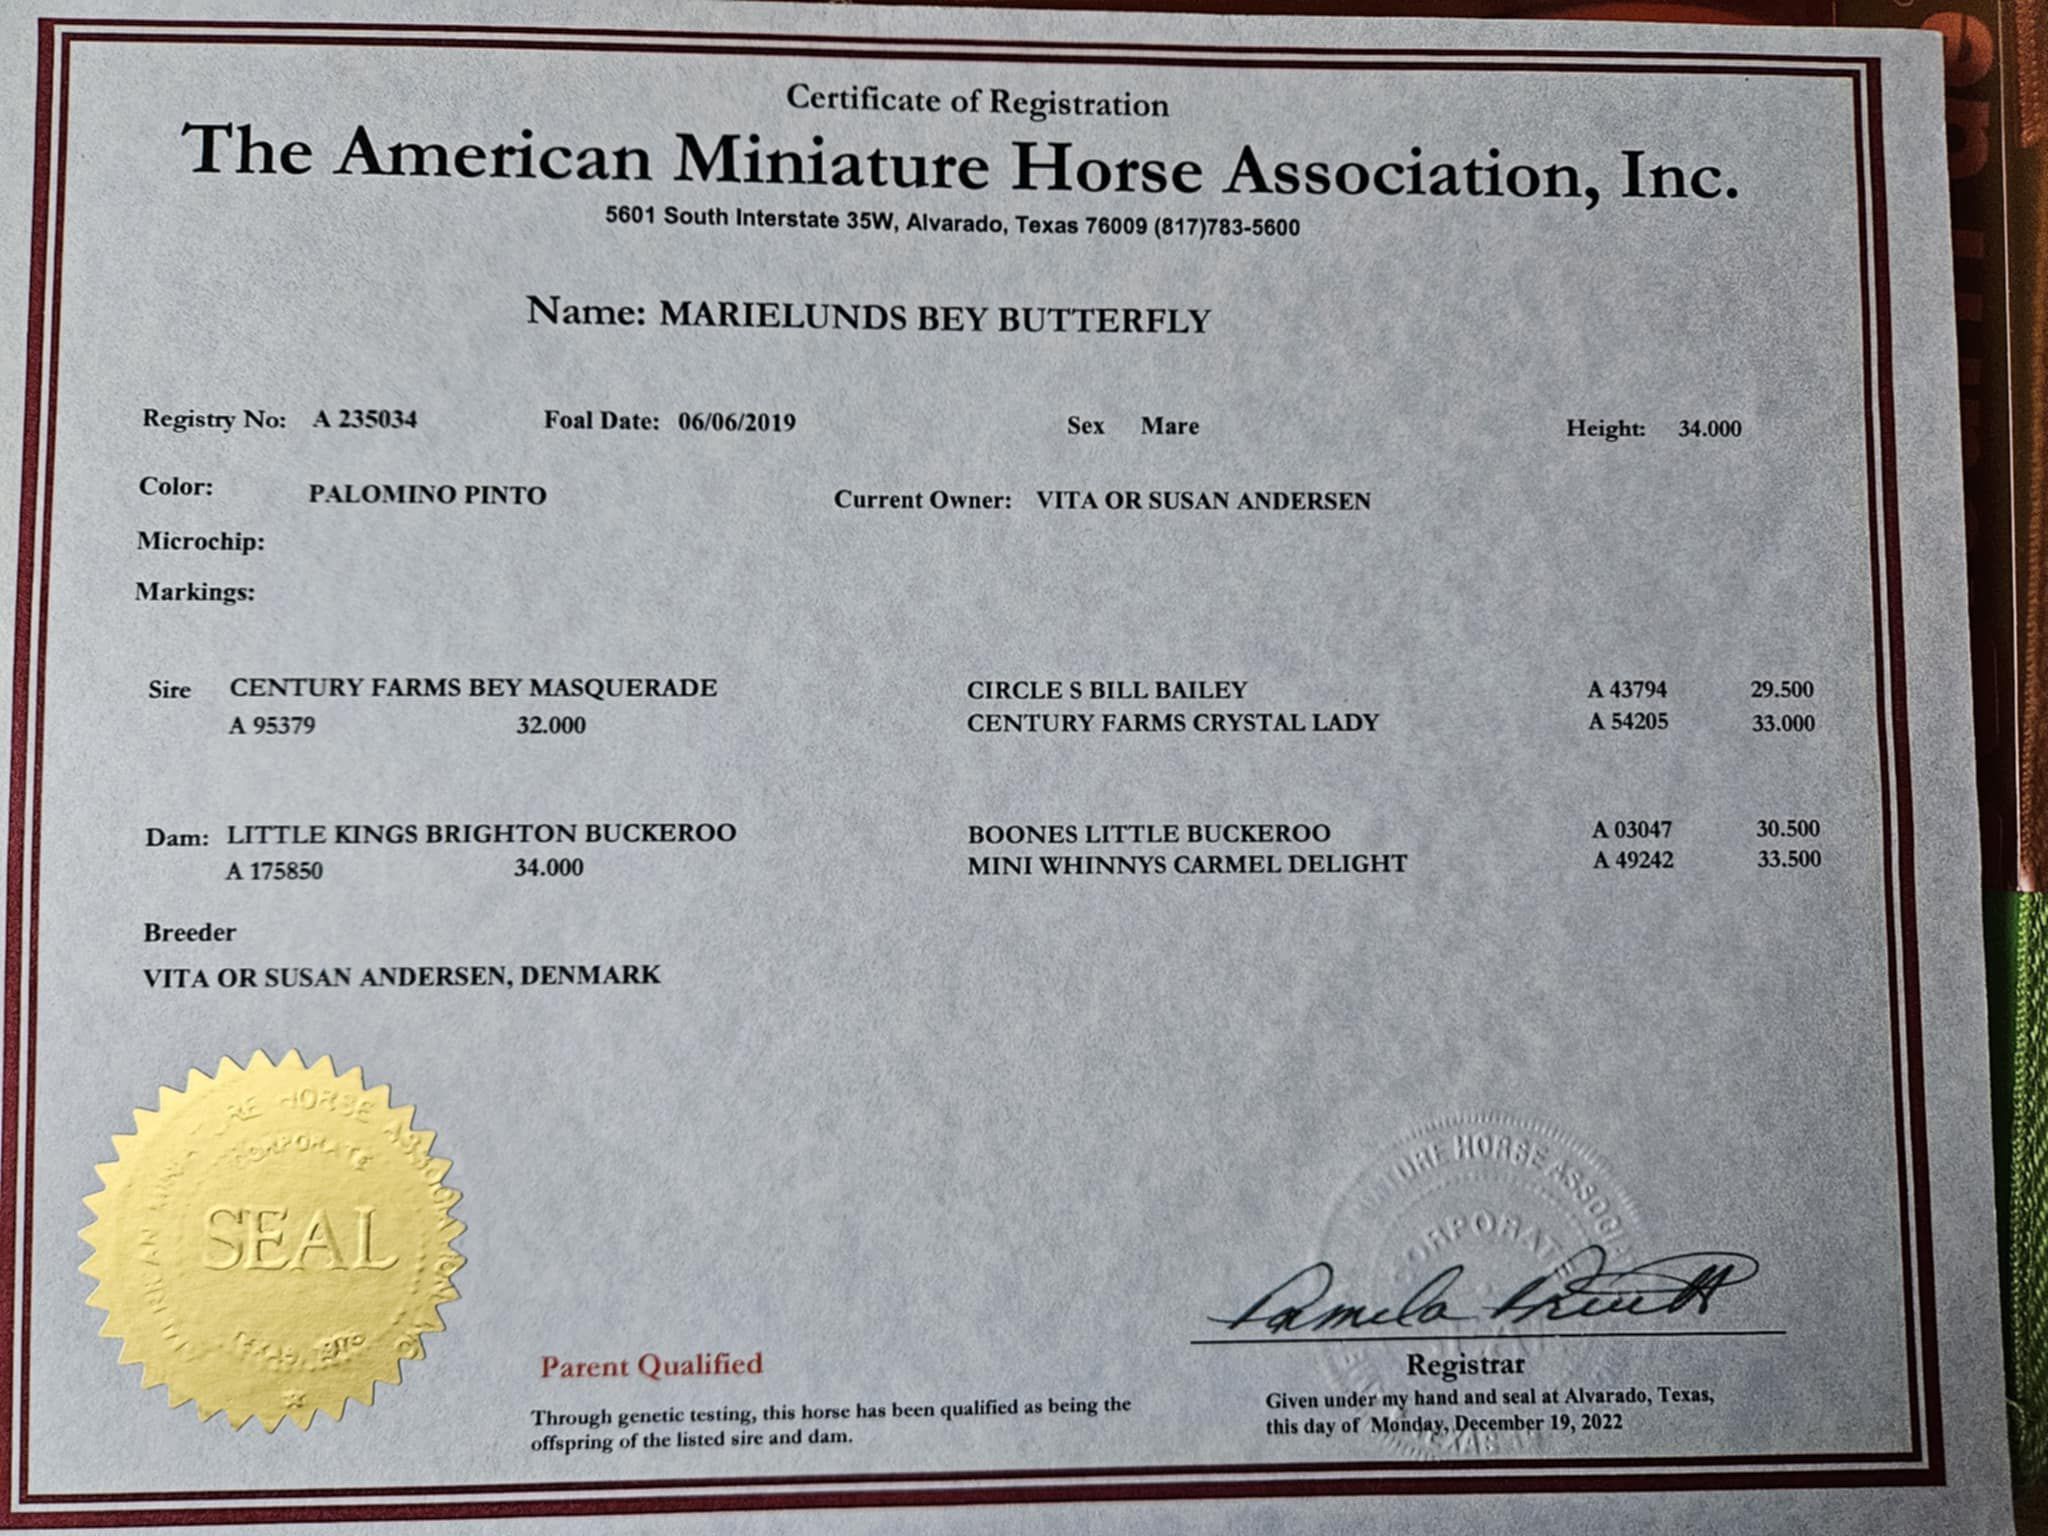 Certificate of Registration
The American Miniature Horse Association, Inc.
5601 South Interstate 35W, Alvarado, Texas 76009 (817)783-5600
Name: MARIELUNDS BEY BUTTERFLY
Registry No: A 235034 Foal Date: 06/06/2019 Sex Mare Height: 34.000
Color: PALOMINO PINTO Current Owner: VITA OR SUSAN ANDERSEN
Microchip:
Markings:
Sire CENTURY FARMS BEY MASQUERADE CIRCLE S BILL BAILEY A 43794 29.500
A 95379 32.000 CENTURY FARMS CRYSTAL LADY A 54205 33.000
Dam: LITTLE KINGS BRIGHTON BUCKEROO BOONES LITTLE BUCKEROO A 03047 30.500
A 175850 34.000 MINI WHINNYS CARMEL DELIGHT A 49242 33.500
Breeder
VITA OR SUSAN ANDERSEN, DENMARK
HORSE
CORPORATE
SEAL
HORSE ASSOCIA
CORPORATE
Pamela Pruitt
Registrar
Given under my hand and seal at Alvarado, Texas,
this day of Monday, December 19, 2022
Parent Qualified
Through genetic testing, this horse has been qualified as being the
offspring of the listed sire and dam.